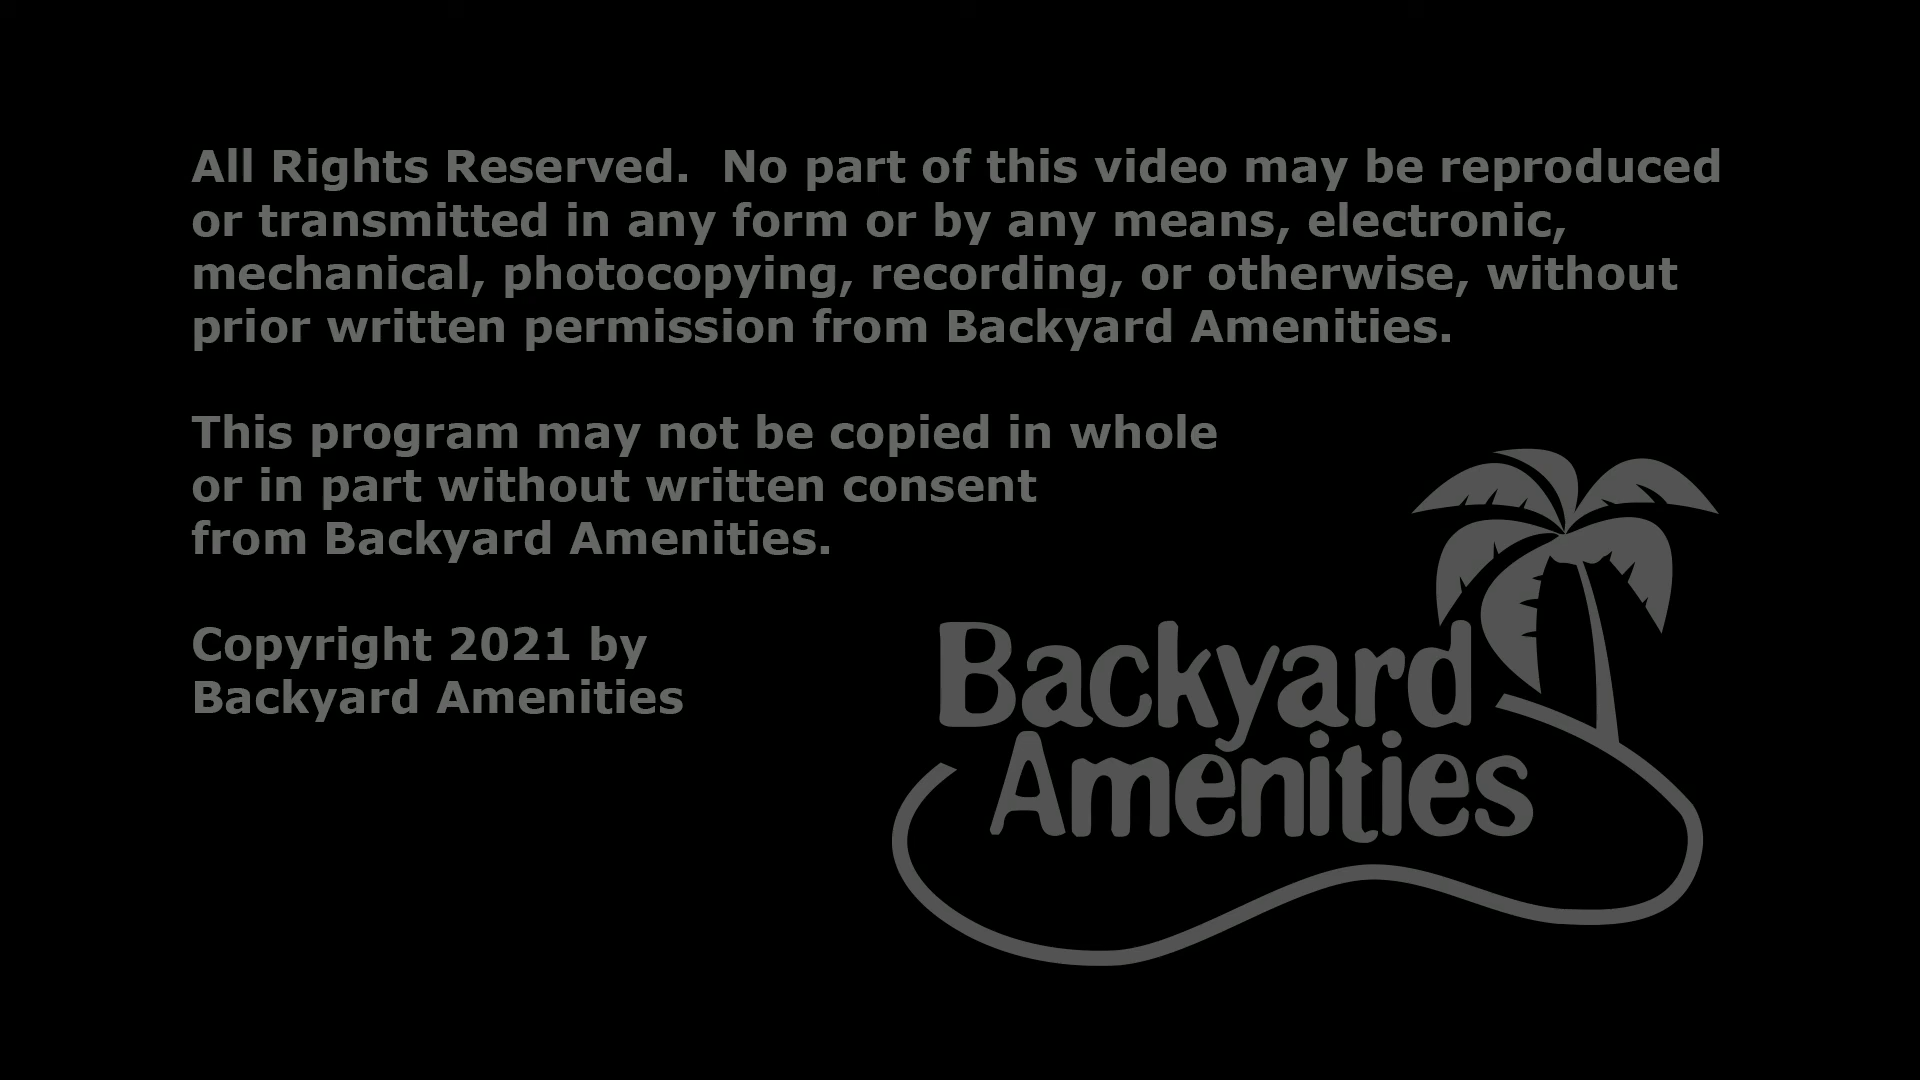 All Rights Reserved.  No part of this video may be reproduced
or transmitted in any form or by any means, electronic,
mechanical, photocopying, recording, or otherwise, without
prior written permission from Backyard Amenities.
This program may not be copied in whole
or in part without written consent
from Backyard Amenities.
Copyright 2021 by
Backyard Amenities
Backyard
Amenities